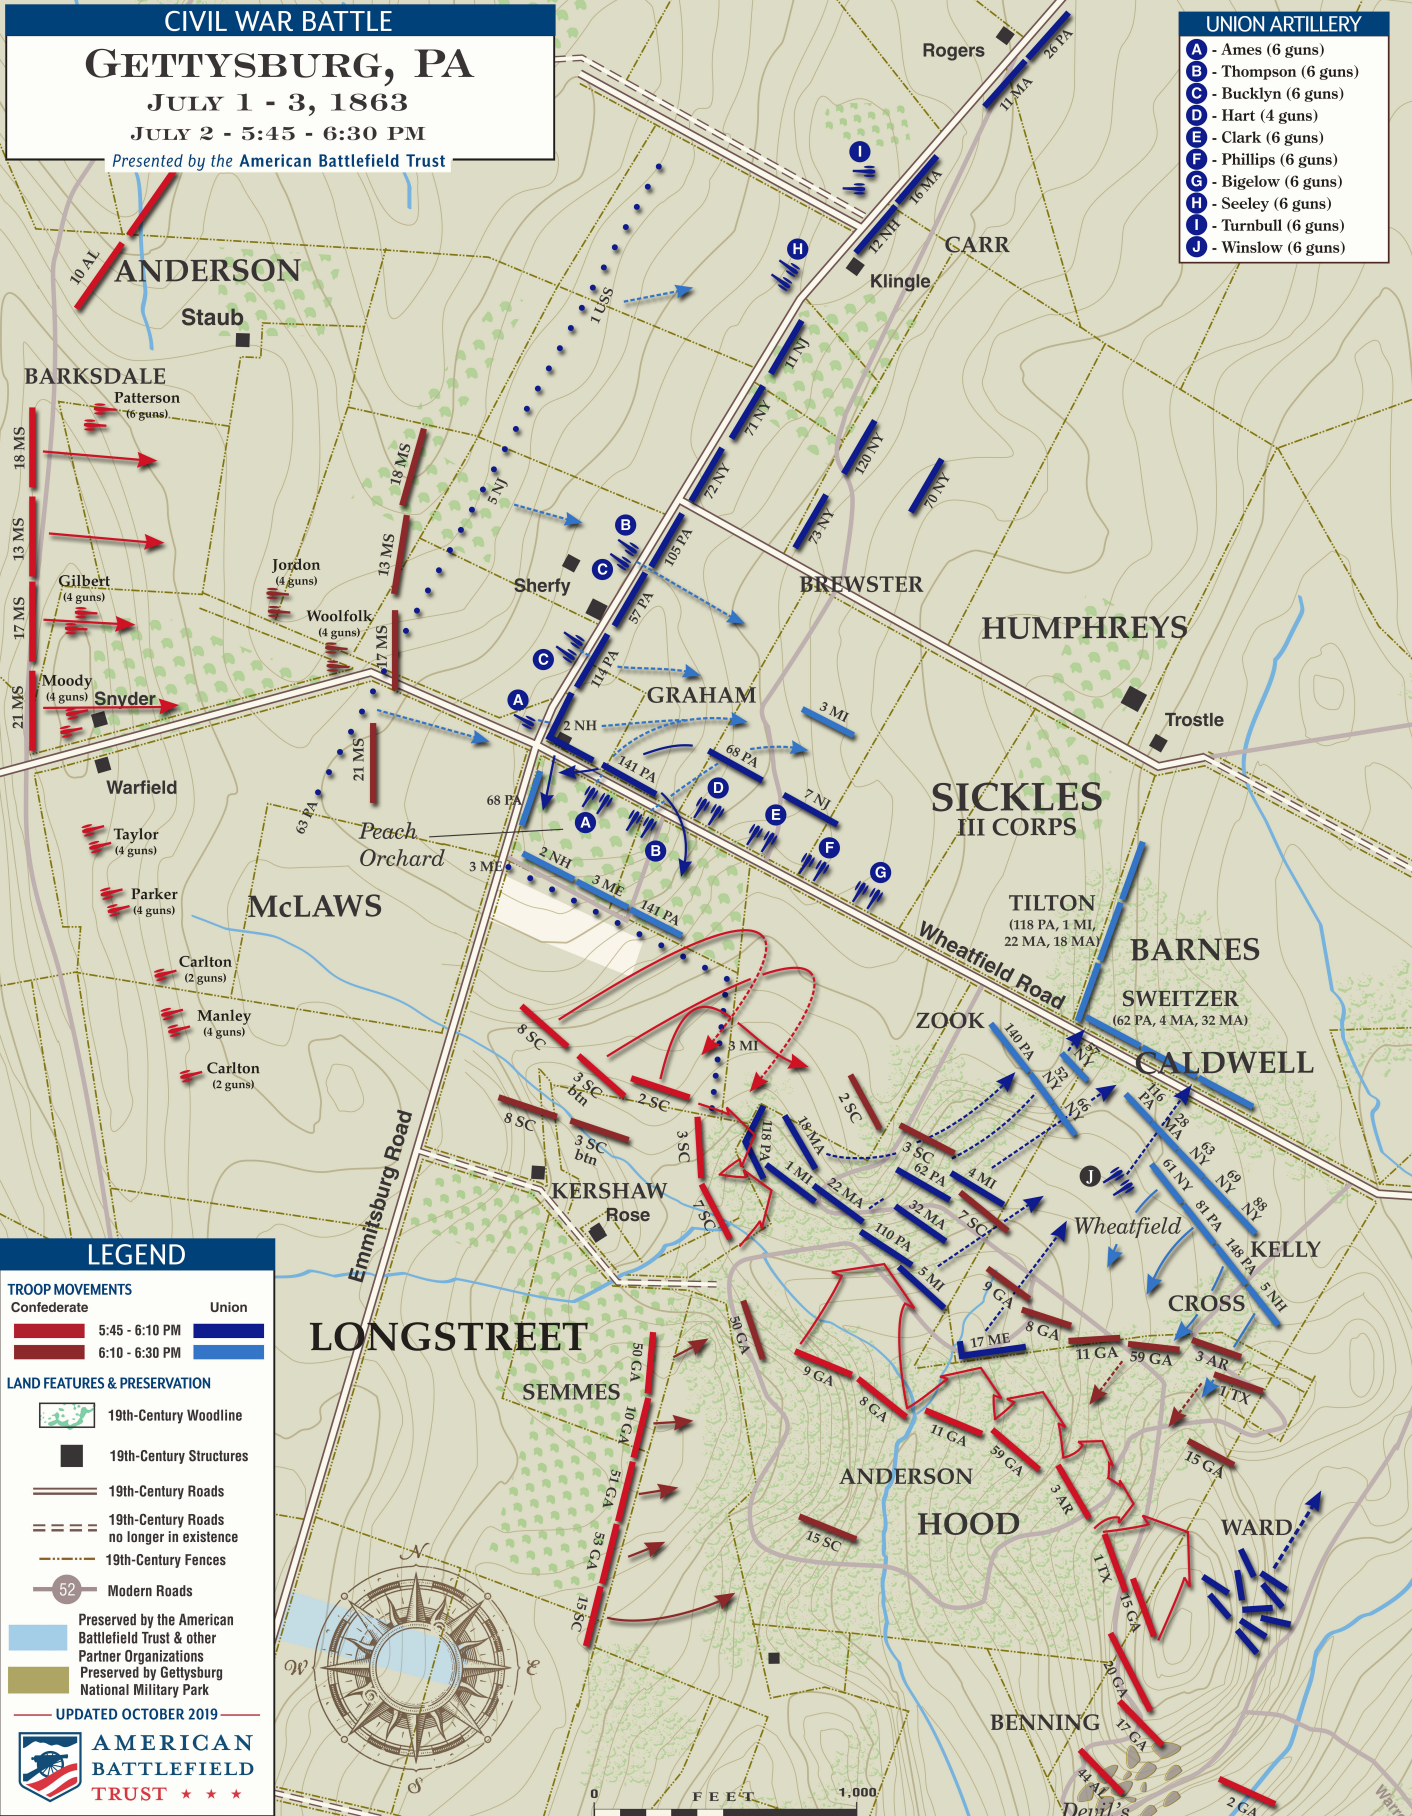 CIVIL WAR BATTLE
GETTYSBURG, PA
JULY 1 - 3, 1863
JULY 2 - 5:45 - 6:30 PM
Presented by the American Battlefield Trust
UNION ARTILLERY
A - Ames (6 guns)
B - Thompson (6 guns)
C - Bucklyn (6 guns)
D - Hart (4 guns)
E - Clark (6 guns)
F - Phillips (6 guns)
G - Bigelow (6 guns)
H - Seeley (6 guns)
I - Turnbull (6 guns)
J - Winslow (6 guns)
Rogers
26 PA
11 MA
I
16 MA
12 NH
CARR
H
Klingle
10 AL
ANDERSON
Staub
1 USS
11 NJ
BARKSDALE
Patterson
(6 guns)
71 NY
120 NY
18 MS
18 MS
72 NY
70 NY
5 NJ
73 NY
13 MS
13 MS
B
105 PA
C
Jordon
(4 guns)
Sherfy
BREWSTER
Gilbert
(4 guns)
57 PA
17 MS
Woolfolk
(4 guns)
17 MS
HUMPHREYS
C
114 PA
Moody
(4 guns)
Snyder
21 MS
GRAHAM
A
2 NH
3 MI
Trostle
21 MS
68 PA
141 PA
Warfield
63 PA
68 PA
D
7 NJ
SICKLES
III CORPS
A
E
Peach
Orchard
B
F
Taylor
(4 guns)
3 ME
2 NH
G
3 ME
141 PA
Parker
(4 guns)
McLAWS
TILTON
(118 PA, 1 MI,
22 MA, 18 MA)
BARNES
Wheatfield Road
Carlton
(2 guns)
SWEITZER
(62 PA, 4 MA, 32 MA)
Manley
(4 guns)
ZOOK
140 PA
8 SC
3 MI
57
NY
CALDWELL
Carlton
(2 guns)
3 SC
btn
2 SC
52
NY
66
NY
116
PA
28
MA
2 SC
8 SC
3 SC
btn
3 SC
118 PA
18 MA
3 SC
63
NY
Emmitsburg Road
1 MI
62 PA
4 MI
J
61 NY
69
NY
KERSHAW
Rose
7 SC
22 MA
32 MA
7 SC
Wheatfield
81 PA
88
NY
110 PA
148 PA
KELLY
5 MI
9 GA
CROSS
5 NH
LEGEND
TROOP MOVEMENTS
Confederate
Union
5:45 - 6:10 PM
6:10 - 6:30 PM
LAND FEATURES & PRESERVATION
19th-Century Woodline
19th-Century Structures
19th-Century Roads
19th-Century Roads
no longer in existence
19th-Century Fences
52
Modern Roads
Preserved by the American
Battlefield Trust & other
Partner Organizations
Preserved by Gettysburg
National Military Park
UPDATED OCTOBER 2019
AMERICAN
BATTLEFIELD
TRUST
LONGSTREET
50 GA
50 GA
17 ME
8 GA
11 GA
59 GA
3 AR
1 TX
SEMMES
9 GA
8 GA
10 GA
11 GA
59 GA
15 GA
ANDERSON
51 GA
3 AR
HOOD
15 SC
WARD
53 GA
1 TX
15 SC
15 GA
N
W
E
S
20 GA
BENNING
17 GA
44 AL
2 GA
Devil's
0
FEET
1,000